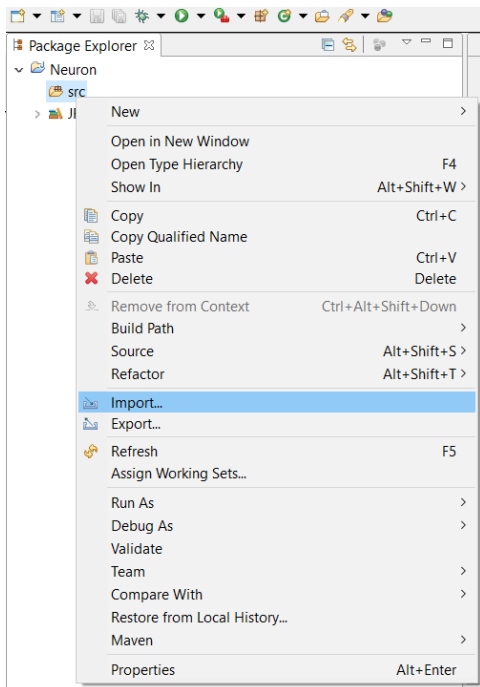 Package Explorer
Neuron
src
New
Open in New Window
Open Type Hierarchy F4
Show In Alt+Shift+W >
Copy Ctrl+C
Copy Qualified Name
Paste Ctrl+V
Delete Delete
Remove from Context Ctrl+Alt+Shift+Down
Build Path
Source Alt+Shift+S >
Refactor Alt+Shift+T >
Import...
Export...
Refresh F5
Assign Working Sets...
Run As
Debug As
Validate
Team
Compare With
Restore from Local History...
Maven
Properties Alt+Enter